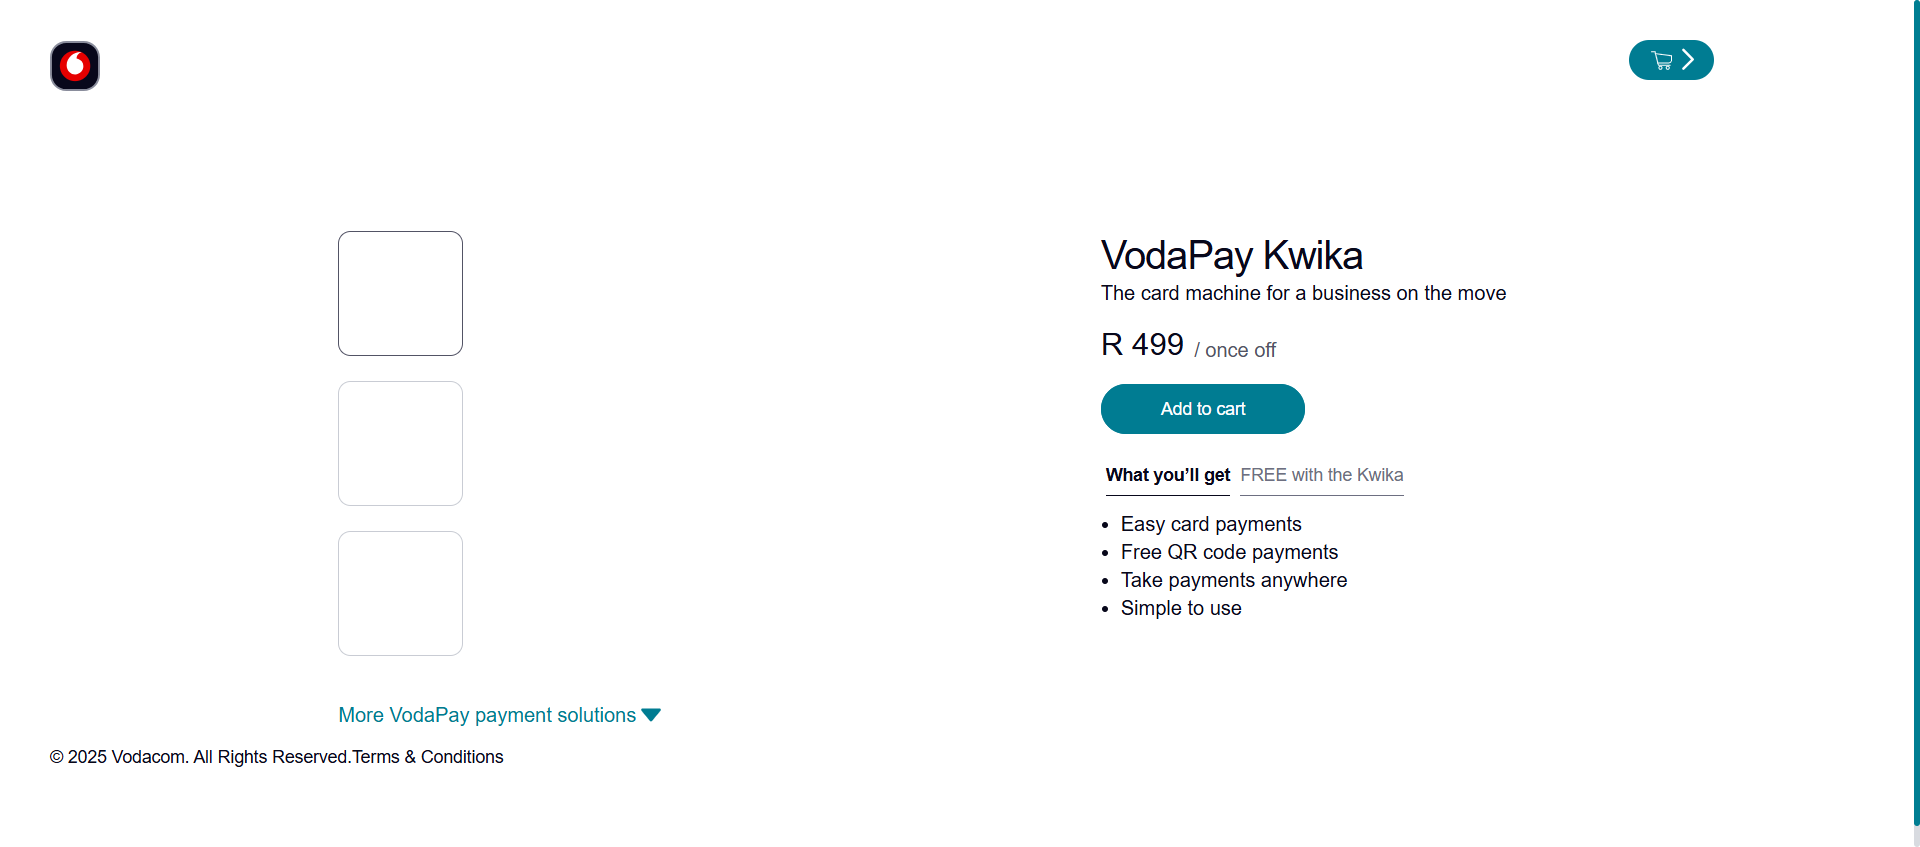 VodaPay Kwika
The card machine for a business on the move
R 499 / once off
Add to cart
What you’ll get FREE with the Kwika
• Easy card payments
• Free QR code payments
• Take payments anywhere
• Simple to use
More VodaPay payment solutions
© 2025 Vodacom. All Rights Reserved.Terms & Conditions